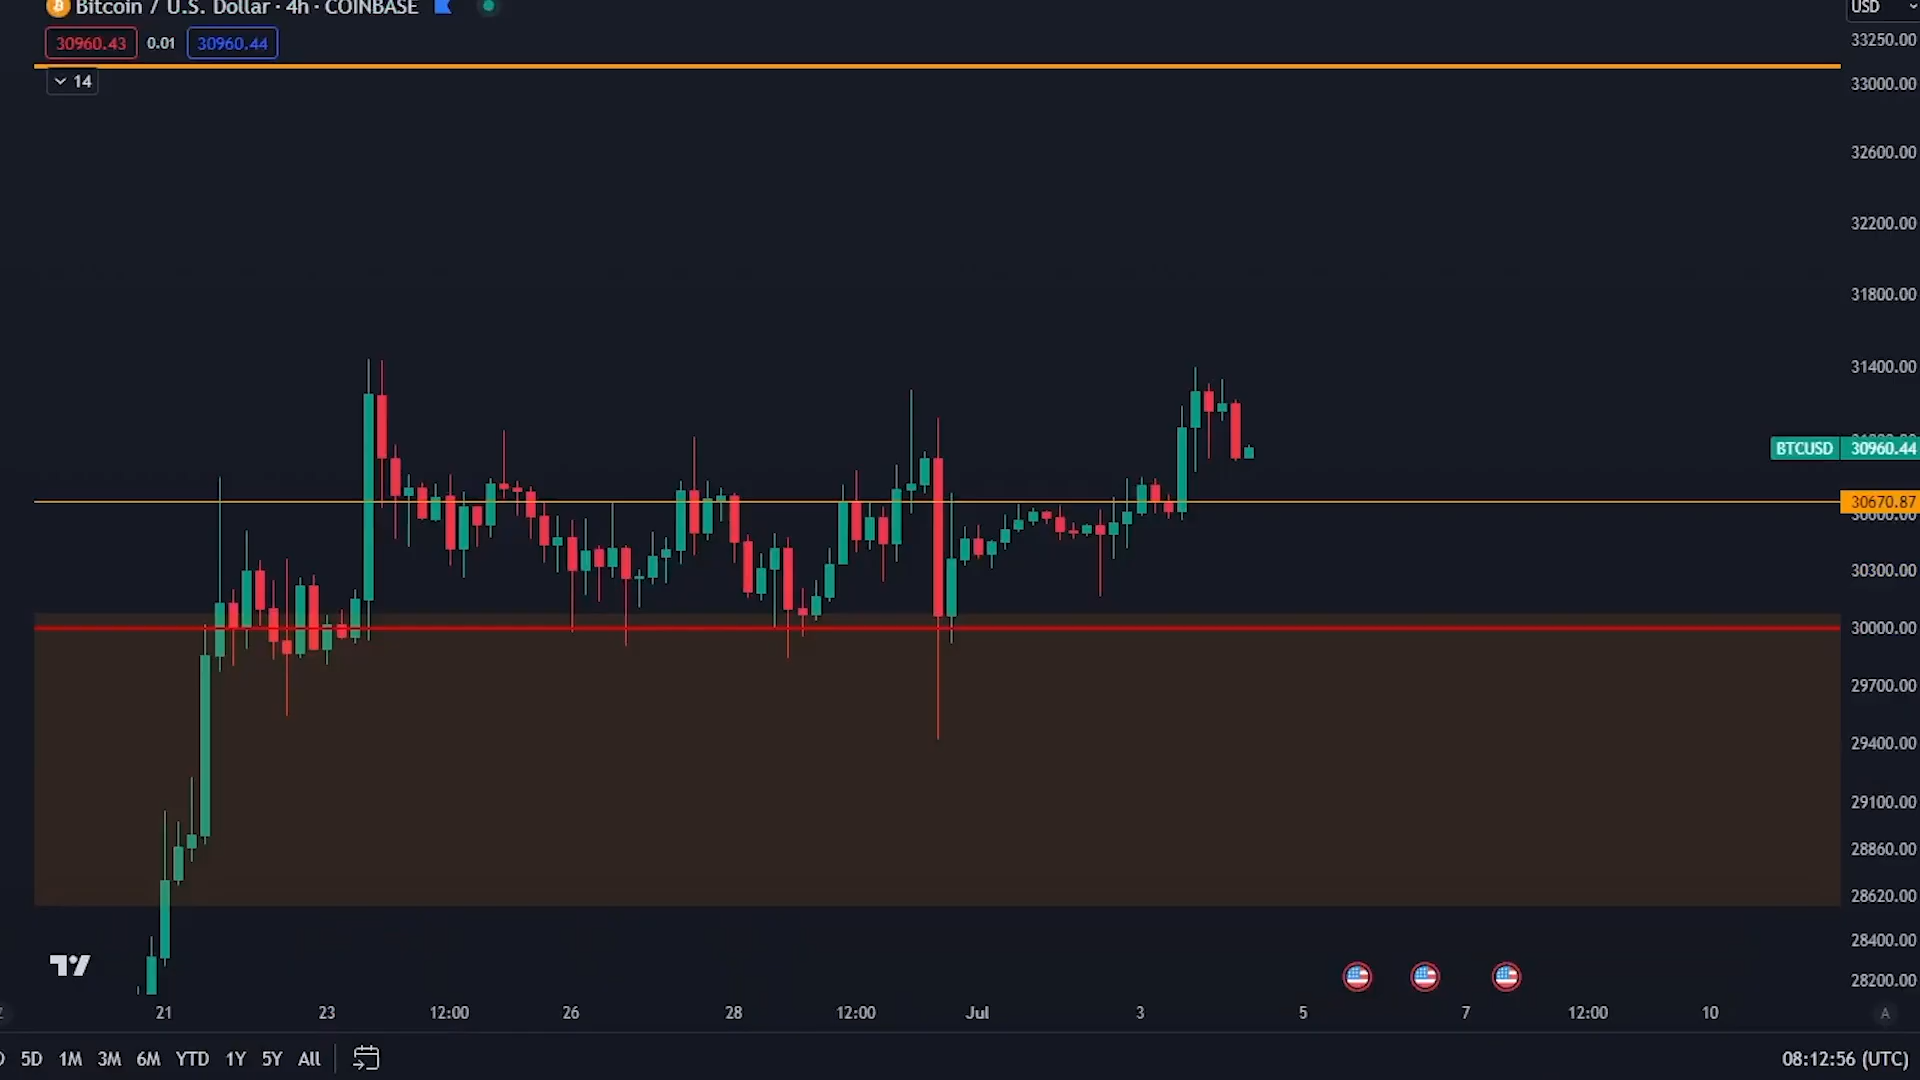 Bitcoin / U.S. Dollar · 4h · COINBASE
USD
30960.43 0.01 30960.44
14
33250.00
33000.00
32600.00
32200.00
31800.00
31400.00
BTCUSD 30960.44
30670.87
30600.00
30300.00
30000.00
29700.00
29400.00
29100.00
28860.00
28620.00
28400.00
28200.00
21 23 12:00 26 28 12:00 Jul 3 5 7 12:00 10 A
5D 1M 3M 6M YTD 1Y 5Y All
08:12:56 (UTC)